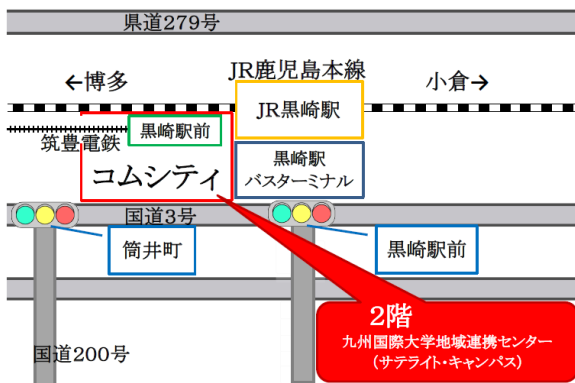 県道279号
JR鹿児島本線
←博多
小倉→
JR黒崎駅
黒崎駅前
筑豊電鉄
コムシティ
黒崎駅
バスターミナル
国道3号
筒井町
黒崎駅前
2階
九州国際大学地域連携センター
(サテライト・キャンパス)
国道200号